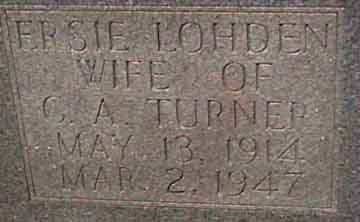 ERSIE LOHDEN
WIFE OF
C. A. TURNER
MAY. 13, 1914
MAR. 2, 1947